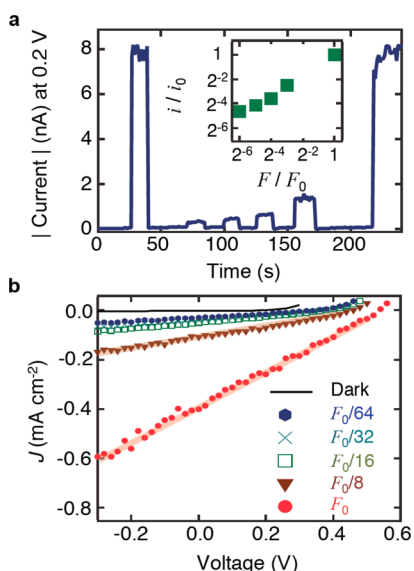 a
| Current | (nA) at 0.2 V
8
6
4
2
0
0
100
200
Time (s)
i / i₀
1
2⁻²
2⁻⁴
2⁻⁶
2⁻⁶
2⁻⁴
2⁻²
1
F / F₀
b
J (mA cm⁻²)
0.0
-0.2
-0.4
-0.6
-0.8
-0.2
0.0
0.2
0.4
0.6
Voltage (V)
Dark
F₀/64
F₀/32
F₀/16
F₀/8
F₀